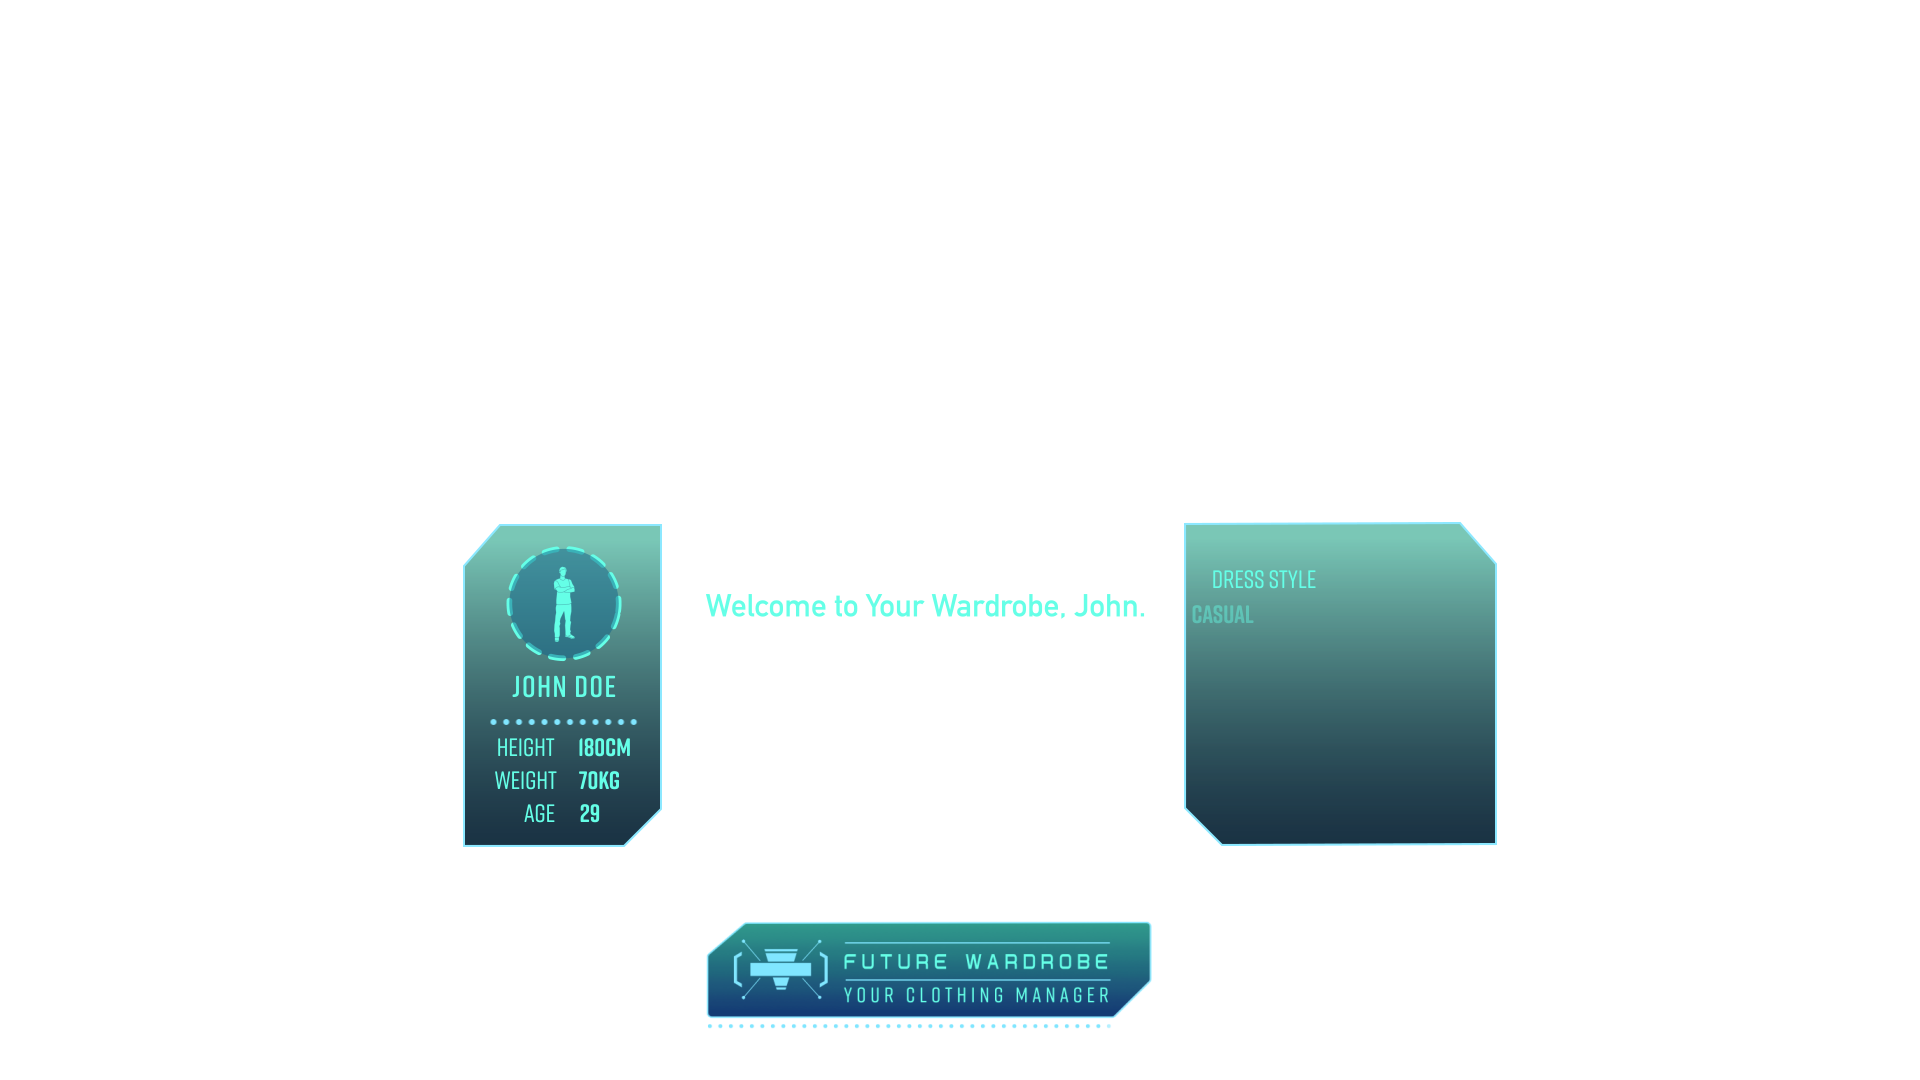 JOHN DOE
HEIGHT 180CM
WEIGHT 70KG
AGE 29
Welcome to Your Wardrobe, John.
DRESS STYLE
CASUAL
FUTURE WARDROBE
YOUR CLOTHING MANAGER